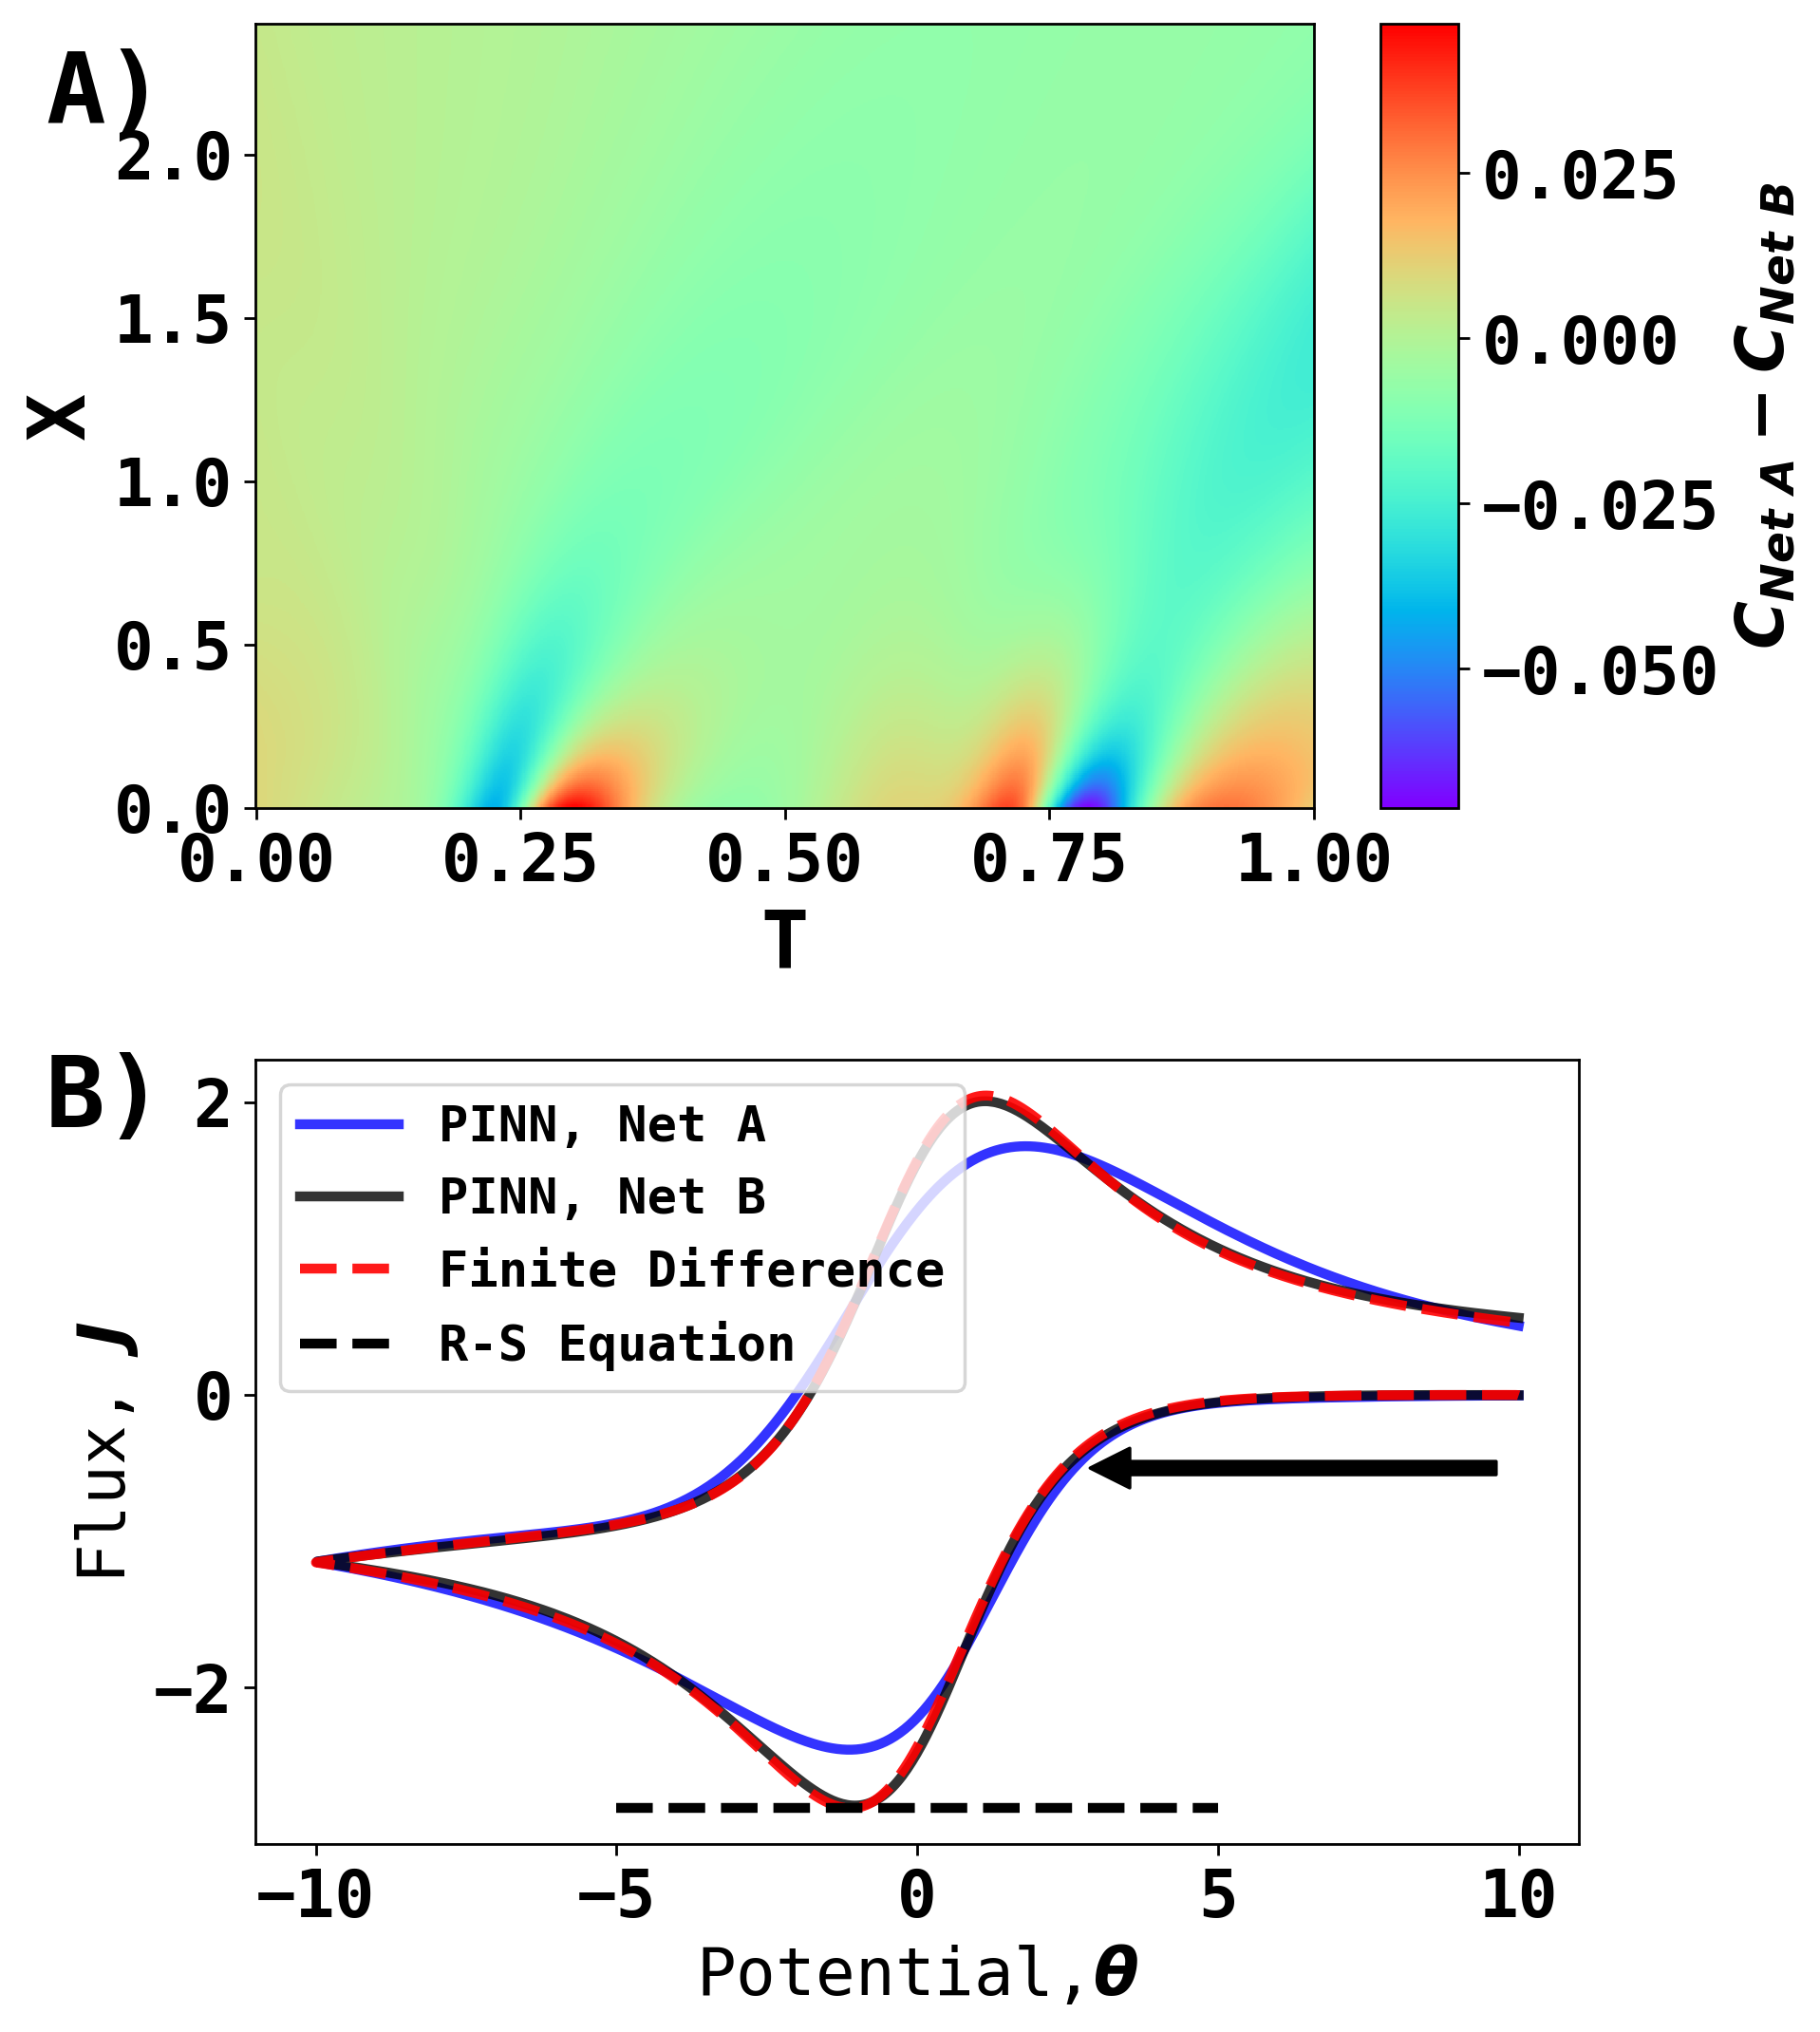 A)
X
2.0
1.5
1.0
0.5
0.0
0.00 0.25 0.50 0.75 1.00
T
0.025
0.000
−0.025
−0.050
C Net A − C Net B
B)
Flux, J
2
0
−2
PINN, Net A
PINN, Net B
Finite Difference
R-S Equation
−10 −5 0 5 10
Potential,θ